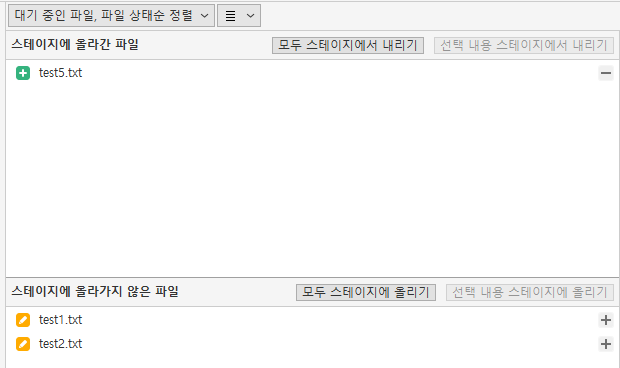 대기 중인 파일, 파일 상태순 정렬
스테이지에 올라간 파일 모두 스테이지에서 내리기 선택 내용 스테이지에서 내리기
test5.txt
스테이지에 올라가지 않은 파일 모두 스테이지에 올리기 선택 내용 스테이지에 올리기
test1.txt
test2.txt